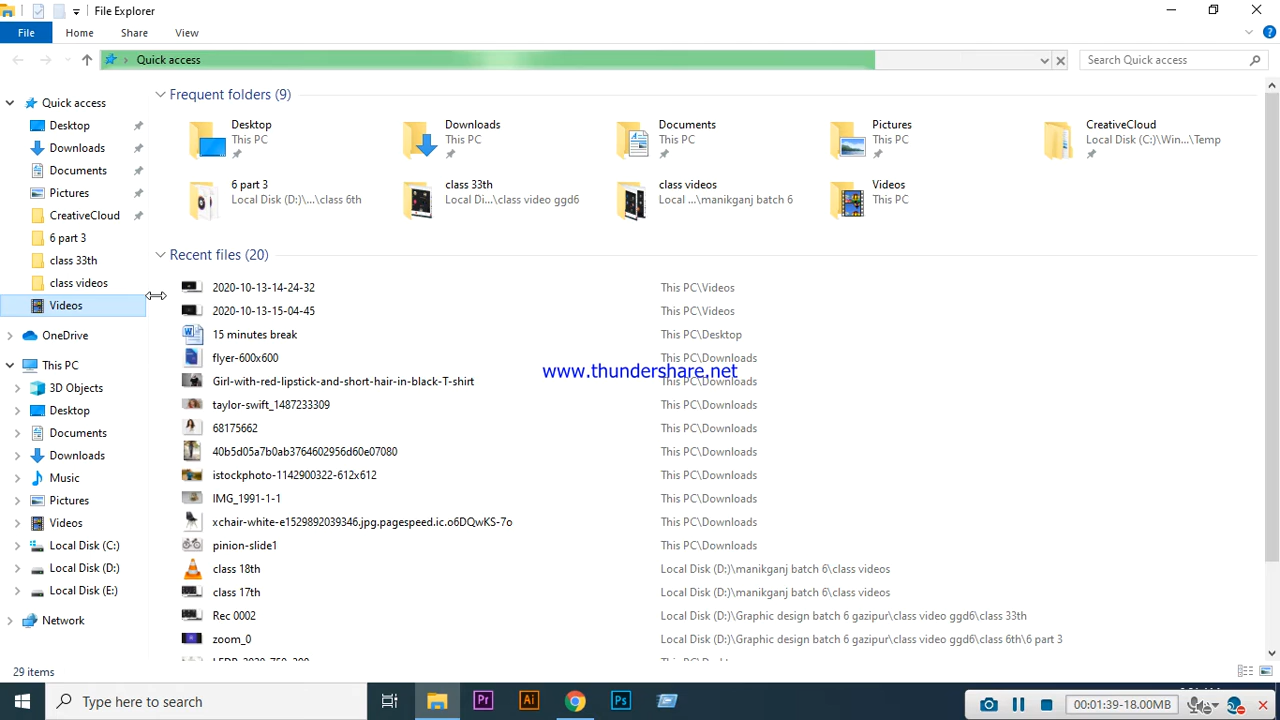 File Explorer
File Home Share View
Quick access
Search Quick access
Quick access
Desktop
Downloads
Documents
Pictures
CreativeCloud
6 part 3
class 33th
class videos
Videos
OneDrive
This PC
3D Objects
Desktop
Documents
Downloads
Music
Pictures
Videos
Local Disk (C:)
Local Disk (D:)
Local Disk (E:)
Network
Frequent folders (9)
Desktop
This PC
Downloads
This PC
Documents
This PC
Pictures
This PC
CreativeCloud
Local Disk (C:)\Win...\Temp
6 part 3
Local Disk (D:)\...\class 6th
class 33th
Local Di...\class video ggd6
class videos
Local ...\manikganj batch 6
Videos
This PC
Recent files (20)
2020-10-13-14-24-32 This PC\Videos
2020-10-13-15-04-45 This PC\Videos
15 minutes break This PC\Desktop
flyer-600x600 This PC\Downloads
www.thundershare.net
Girl-with-red-lipstick-and-short-hair-in-black-T-shirt This PC\Downloads
taylor-swift_1487233309 This PC\Downloads
68175662 This PC\Downloads
40b5d05a7b0ab3764602956d60e07080 This PC\Downloads
istockphoto-1142900322-612x612 This PC\Downloads
IMG_1991-1-1 This PC\Downloads
xchair-white-e1529892039346.jpg.pagespeed.ic.o6DQwKS-7o This PC\Downloads
pinion-slide1 This PC\Downloads
class 18th Local Disk (D:)\manikganj batch 6\class videos
class 17th Local Disk (D:)\manikganj batch 6\class videos
Rec 0002 Local Disk (D:)\Graphic design batch 6 gazipur\class video ggd6\class 33th
zoom_0 Local Disk (D:)\Graphic design batch 6 gazipur\class video ggd6\class 6th\6 part 3
29 items
Type here to search
Pr
Ai
Ps
00:01:39-18.00MB